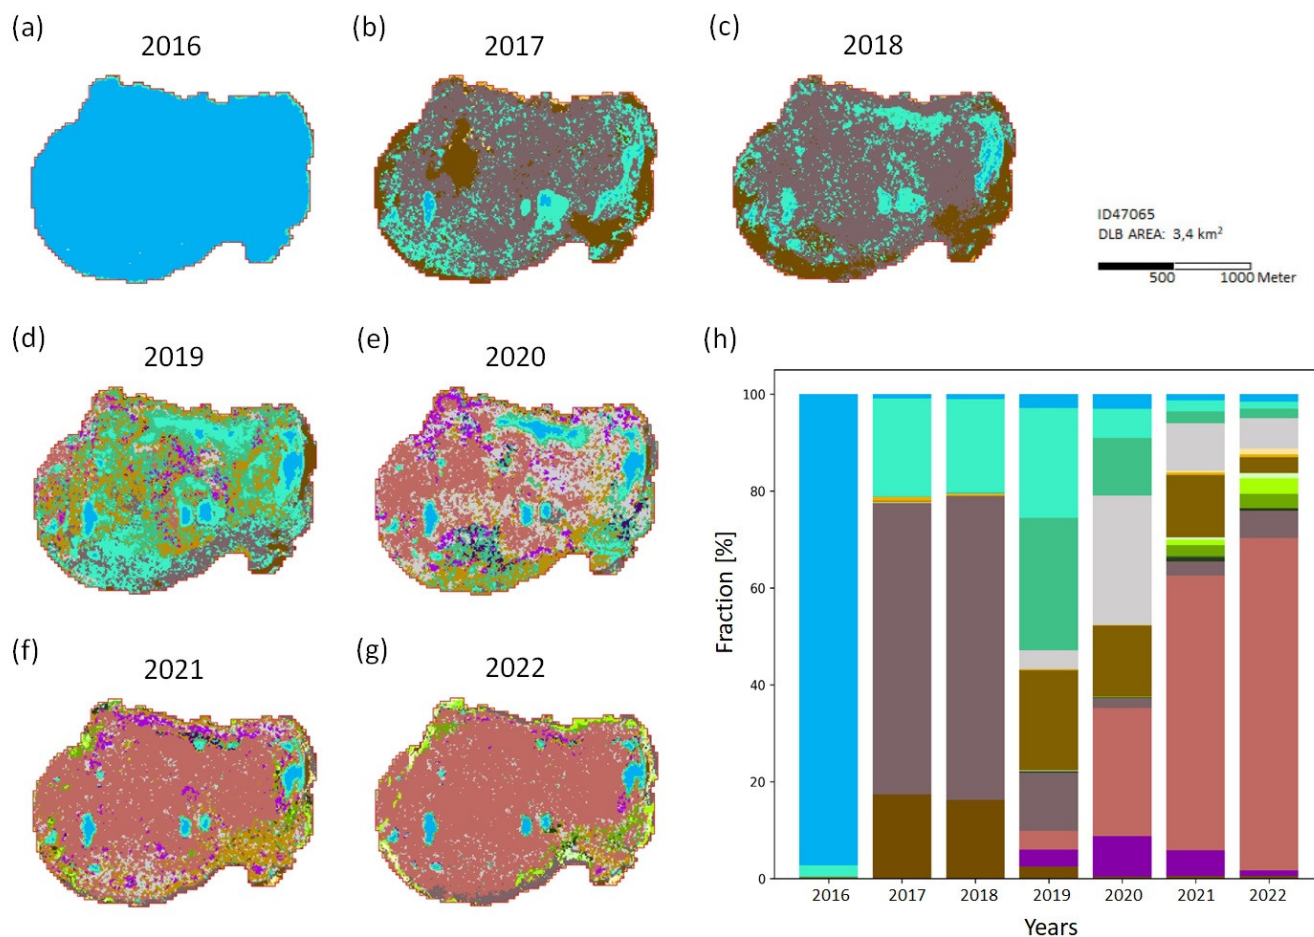 (a)
2016
(b)
2017
(c)
2018
ID47065
DLB AREA: 3,4 km²
500 1000 Meter
(d)
2019
(e)
2020
(f)
2021
(g)
2022
(h)
100
80
60
40
20
0
Fraction [%]
2016 2017 2018 2019 2020 2021 2022
Years